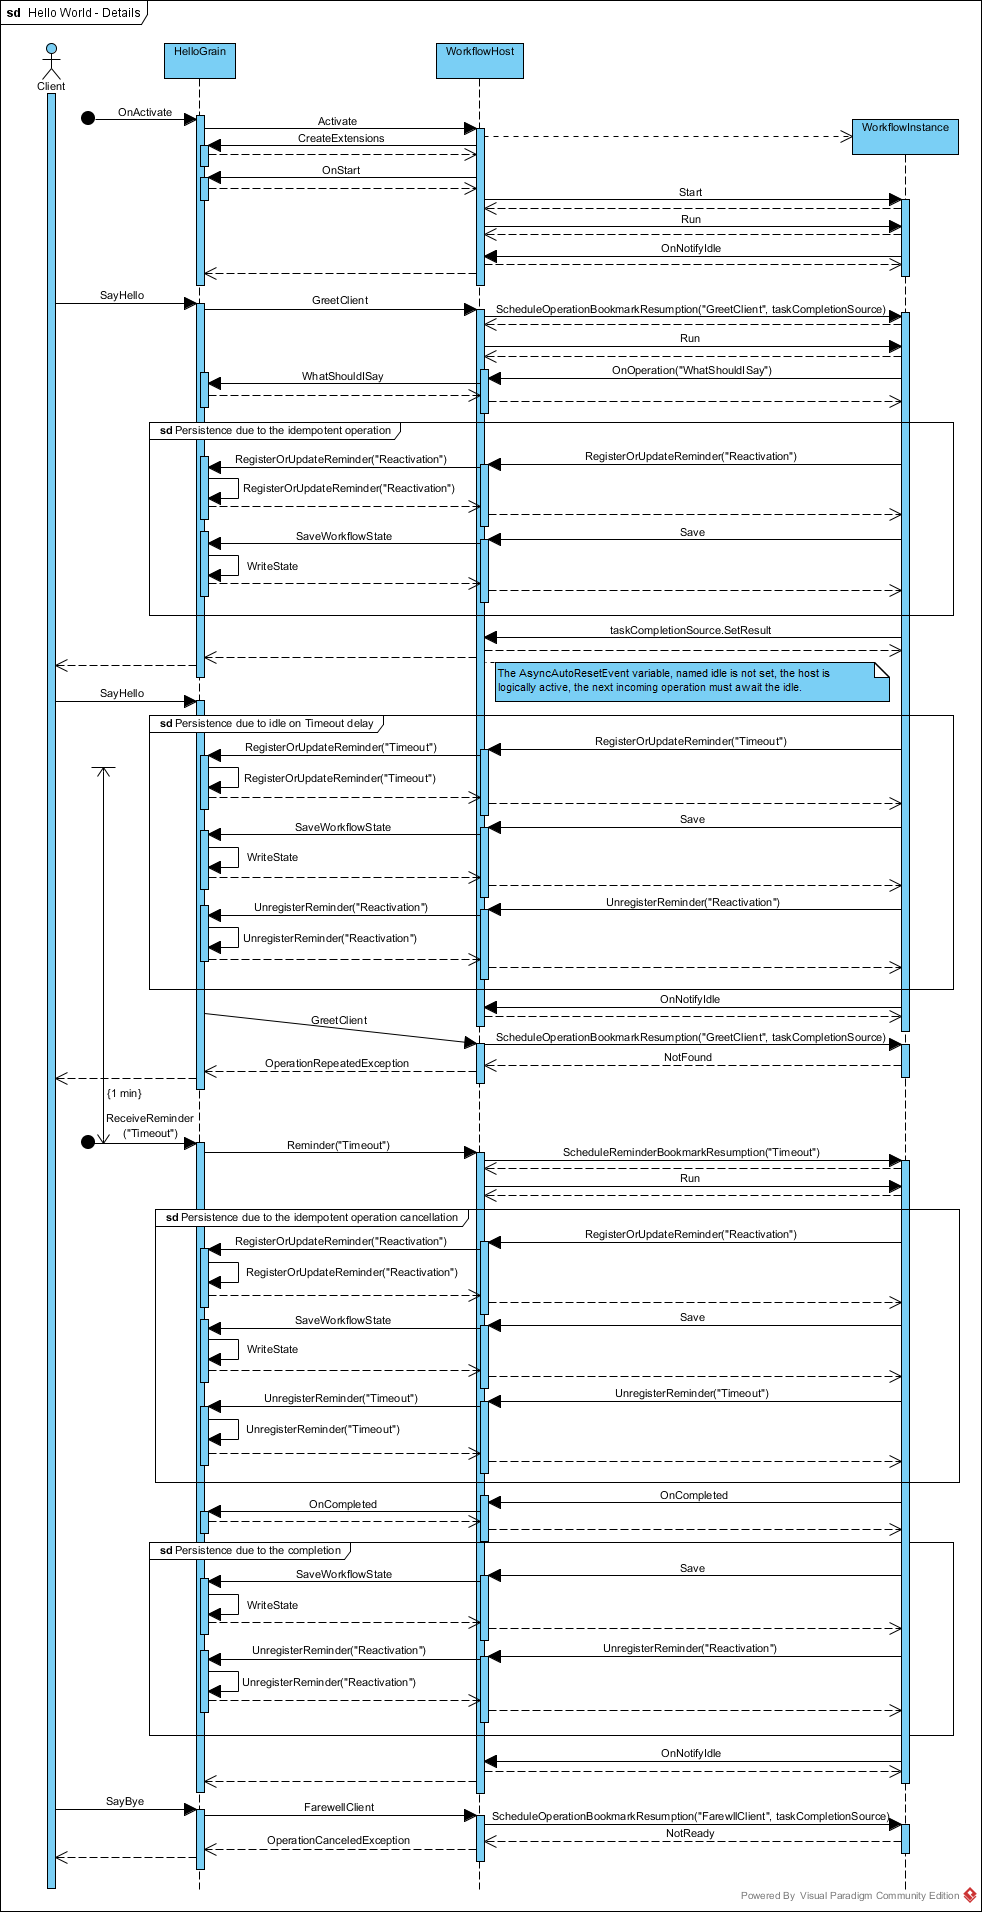 sd Hello World - Details
HelloGrain
WorkflowHost
Client
OnActivate
Activate
WorkflowInstance
CreateExtensions
OnStart
Start
Run
OnNotifyIdle
SayHello
GreetClient
ScheduleOperationBookmarkResumption("GreetClient", taskCompletionSource)
Run
OnOperation("WhatShouldISay")
WhatShouldISay
sd Persistence due to the idempotent operation
RegisterOrUpdateReminder("Reactivation")
RegisterOrUpdateReminder("Reactivation")
RegisterOrUpdateReminder("Reactivation")
Save
SaveWorkflowState
WriteState
taskCompletionSource.SetResult
The AsyncAutoResetEvent variable, named idle is not set, the host is
logically active, the next incoming operation must await the idle.
SayHello
sd Persistence due to idle on Timeout delay
RegisterOrUpdateReminder("Timeout")
RegisterOrUpdateReminder("Timeout")
RegisterOrUpdateReminder("Timeout")
Save
SaveWorkflowState
WriteState
UnregisterReminder("Reactivation")
UnregisterReminder("Reactivation")
UnregisterReminder("Reactivation")
OnNotifyIdle
GreetClient
ScheduleOperationBookmarkResumption("GreetClient", taskCompletionSource)
NotFound
OperationRepeatedException
{1 min}
ReceiveReminder
("Timeout")
Reminder("Timeout")
ScheduleReminderBookmarkResumption("Timeout")
Run
sd Persistence due to the idempotent operation cancellation
RegisterOrUpdateReminder("Reactivation")
RegisterOrUpdateReminder("Reactivation")
RegisterOrUpdateReminder("Reactivation")
Save
SaveWorkflowState
WriteState
UnregisterReminder("Timeout")
UnregisterReminder("Timeout")
UnregisterReminder("Timeout")
OnCompleted
OnCompleted
sd Persistence due to the completion
Save
SaveWorkflowState
WriteState
UnregisterReminder("Reactivation")
UnregisterReminder("Reactivation")
UnregisterReminder("Reactivation")
OnNotifyIdle
SayBye
FarewellClient
ScheduleOperationBookmarkResumption("FarewllClient", taskCompletionSource)
NotReady
OperationCanceledException
Powered By Visual Paradigm Community Edition